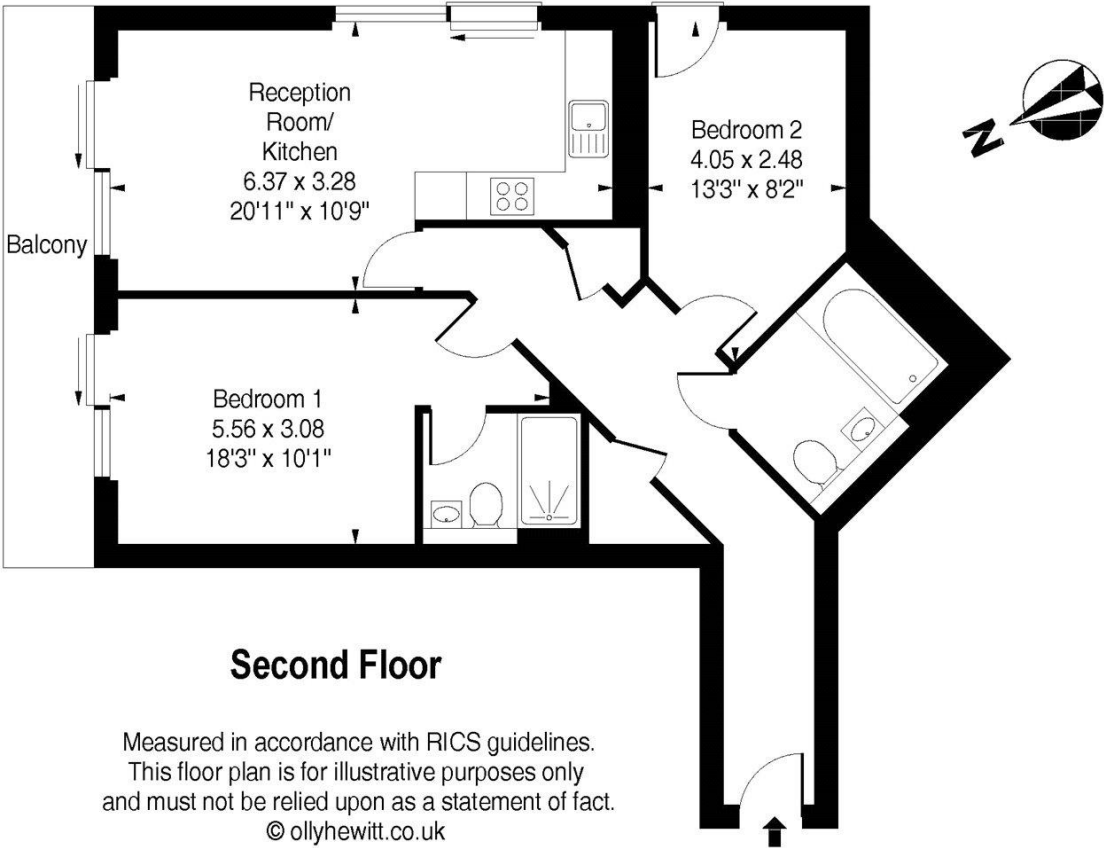 Reception
Room/
Kitchen
6.37 x 3.28
20'11" x 10'9"
Bedroom 2
4.05 x 2.48
13'3" x 8'2"
N
Balcony
Bedroom 1
5.56 x 3.08
18'3" x 10'1"
Second Floor
Measured in accordance with RICS guidelines.
This floor plan is for illustrative purposes only
and must not be relied upon as a statement of fact.
© ollyhewitt.co.uk